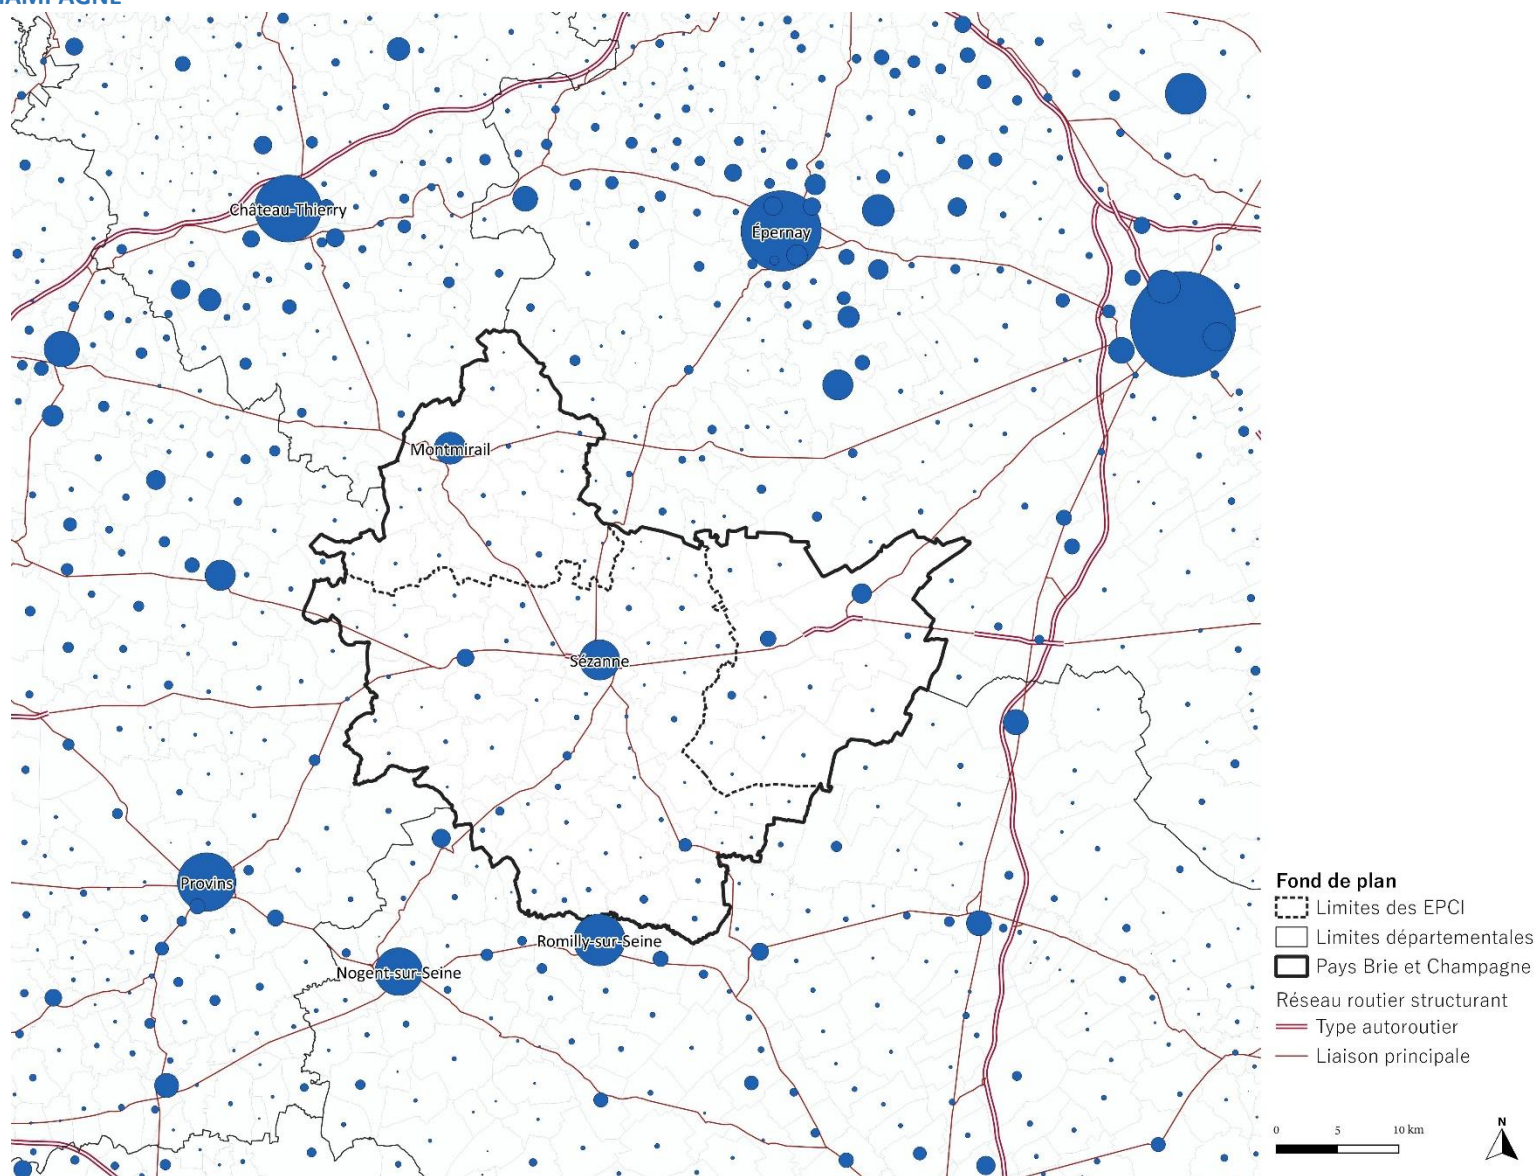 Château-Thierry
Épernay
Montmirail
Sézanne
Provins
Romilly-sur-Seine
Nogent-sur-Seine
Fond de plan
Limites des EPCI
Limites départementales
Pays Brie et Champagne
Réseau routier structurant
Type autoroutier
Liaison principale
0 5 10 km
N